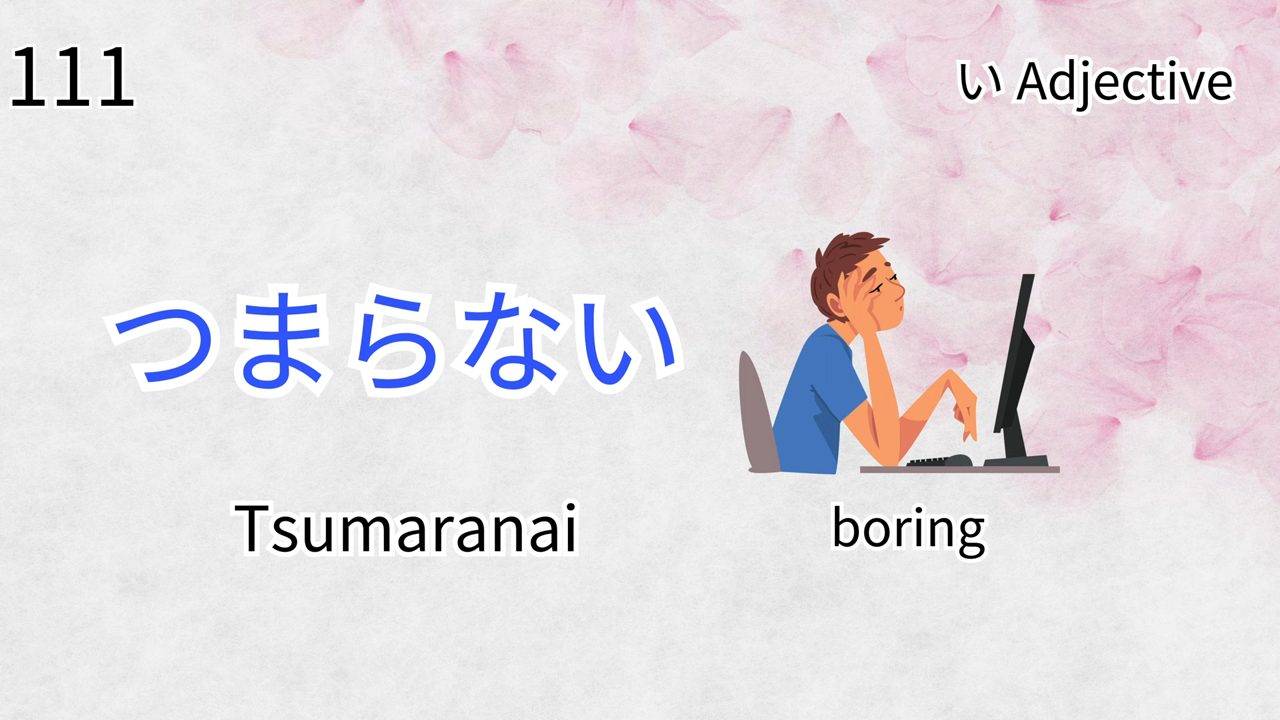 111
い Adjective
つまらない
Tsumaranai
boring